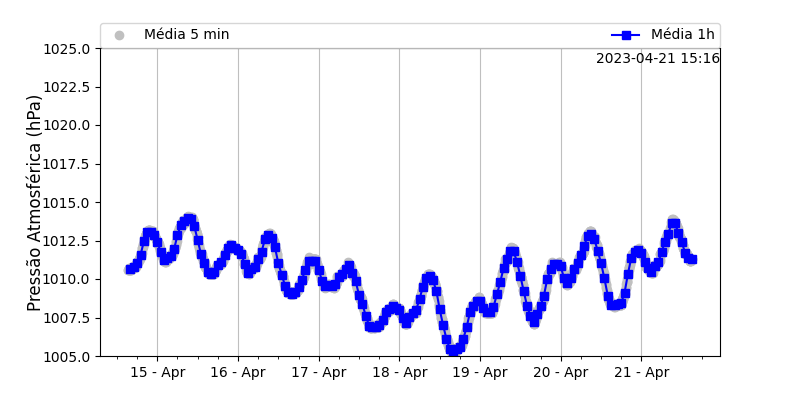 Média 5 min
Média 1h
2023-04-21 15:16
Pressão Atmosférica (hPa)
1025.0
1022.5
1020.0
1017.5
1015.0
1012.5
1010.0
1007.5
1005.0
15 - Apr
16 - Apr
17 - Apr
18 - Apr
19 - Apr
20 - Apr
21 - Apr